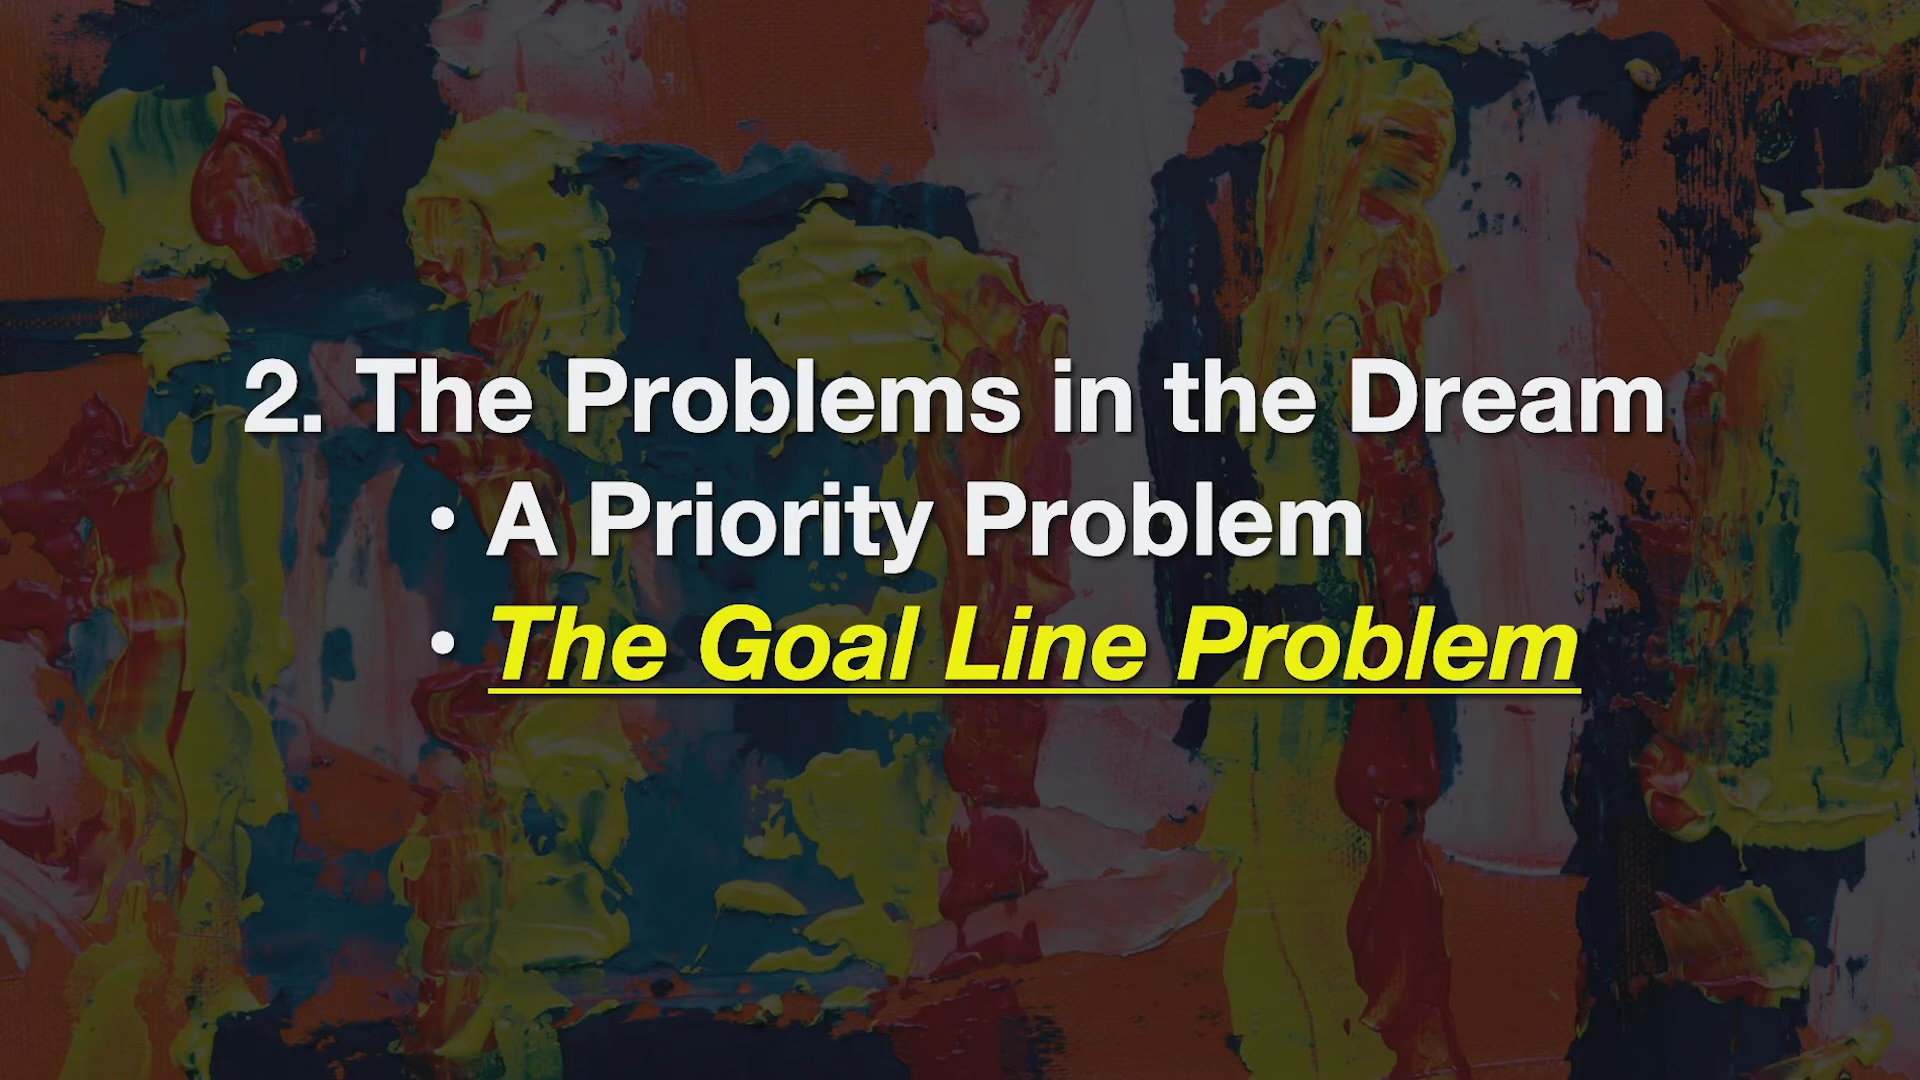 2. The Problems in the Dream
• A Priority Problem
• The Goal Line Problem